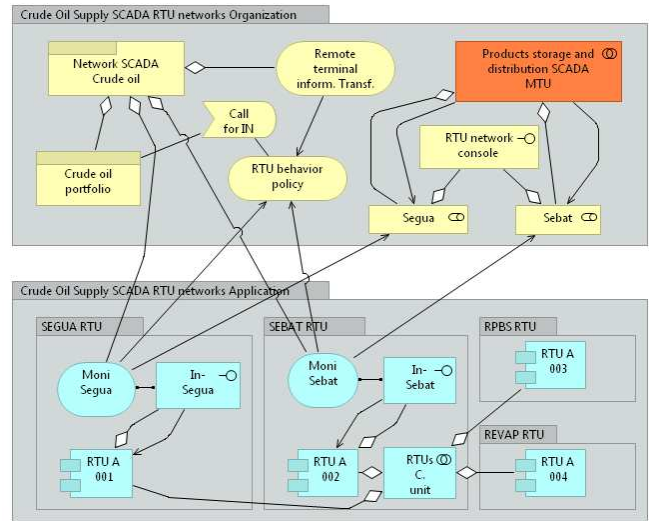 Crude Oil Supply SCADA RTU networks Organization
Network SCADA
Crude oil
Remote
terminal
inform. Transf.
Products storage and
distribution SCADA
MTU
Call
for IN
RTU network
console
Crude oil
portfolio
RTU behavior
policy
Segua
Sebat
Crude Oil Supply SCADA RTU networks Application
SEGUA RTU
SEBAT RTU
RPBS RTU
Moni
Segua
In-
Segua
Moni
Sebat
In-
Sebat
RTU A
003
REVAP RTU
RTU A
001
RTU A
002
RTUs
C.
unit
RTU A
004